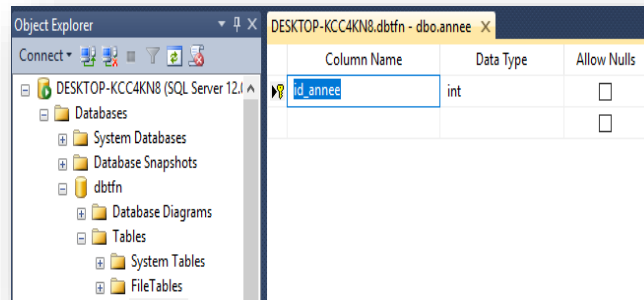 Object Explorer
Connect
DESKTOP-KCC4KN8 (SQL Server 12.(
Databases
System Databases
Database Snapshots
dbtfn
Database Diagrams
Tables
System Tables
FileTables
DESKTOP-KCC4KN8.dbtfn - dbo.annee X
Column Name Data Type Allow Nulls
id_annee int